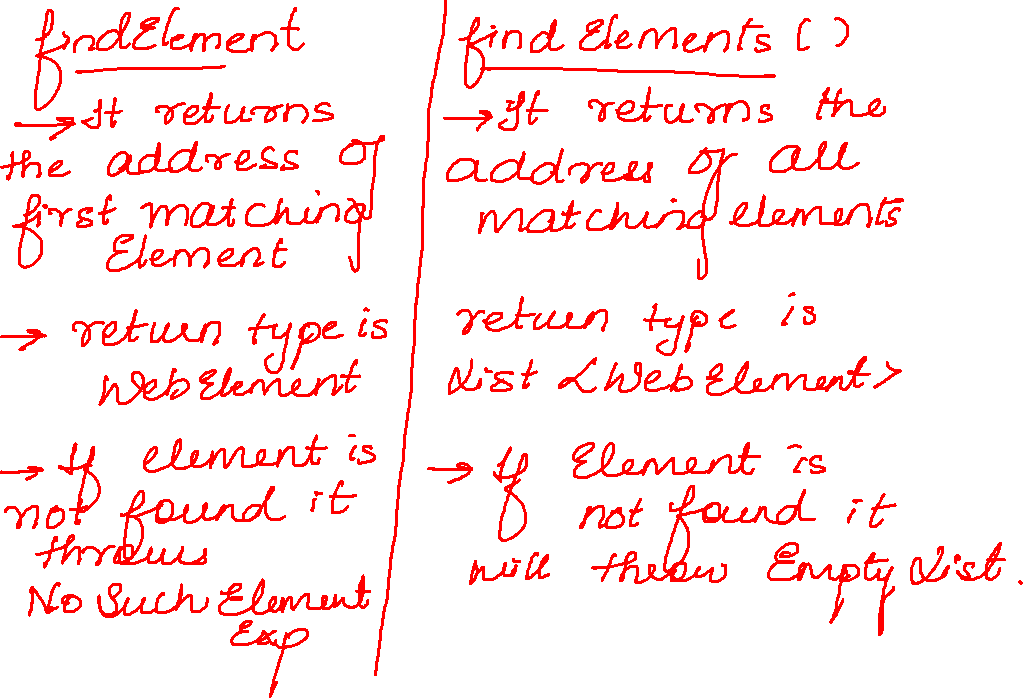 findElement
→ It returns
the address of
first matching
Element
→ return type is
WebElement
→ If element is
not found it
throws
No Such Element
Exp
findElements ()
→ It returns the
address of all
matching elements
return type is
List <WebElement>
→ If Element is
not found it
will throw Empty List.